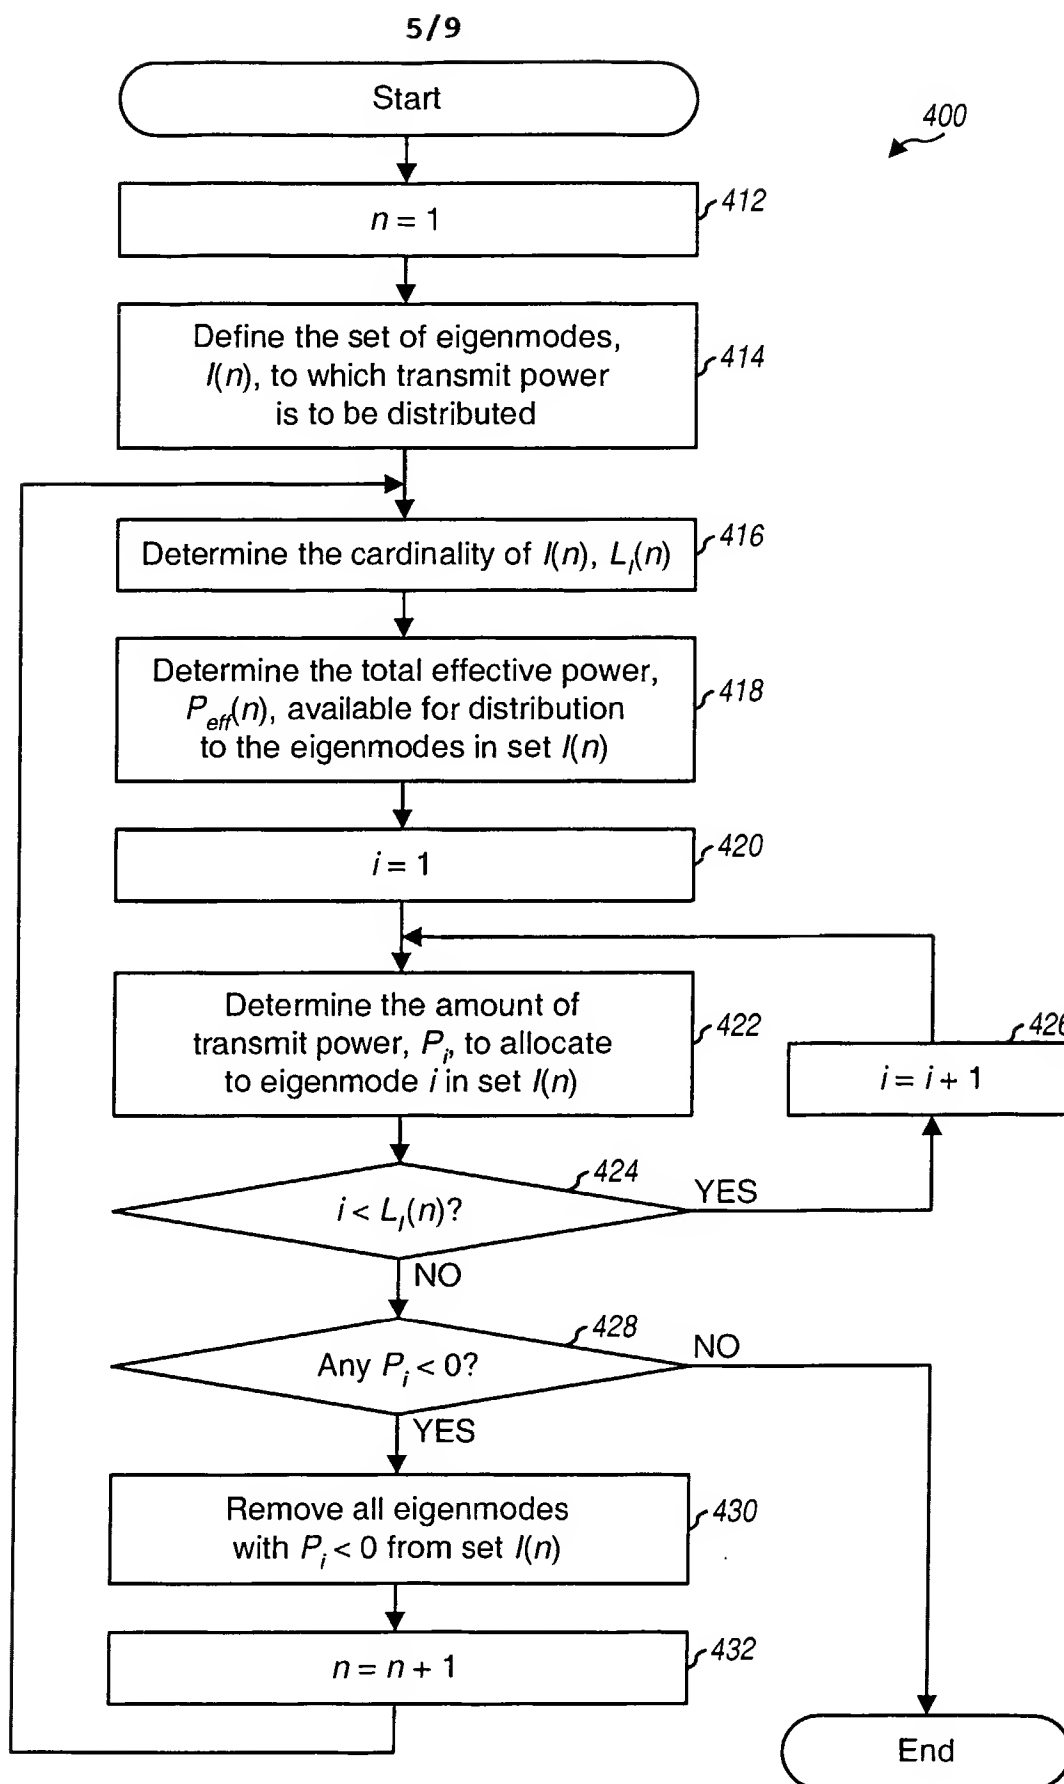 5/9
Start
400
412
n = 1
Define the set of eigenmodes,
I(n), to which transmit power
is to be distributed
414
Determine the cardinality of I(n), L_I(n)
416
Determine the total effective power,
P_eff(n), available for distribution
to the eigenmodes in set I(n)
418
i = 1
420
Determine the amount of
transmit power, P_i, to allocate
to eigenmode i in set I(n)
422
426
i = i + 1
i < L_I(n)?
424
YES
NO
Any P_i < 0?
428
NO
YES
Remove all eigenmodes
with P_i < 0 from set I(n)
430
n = n + 1
432
End